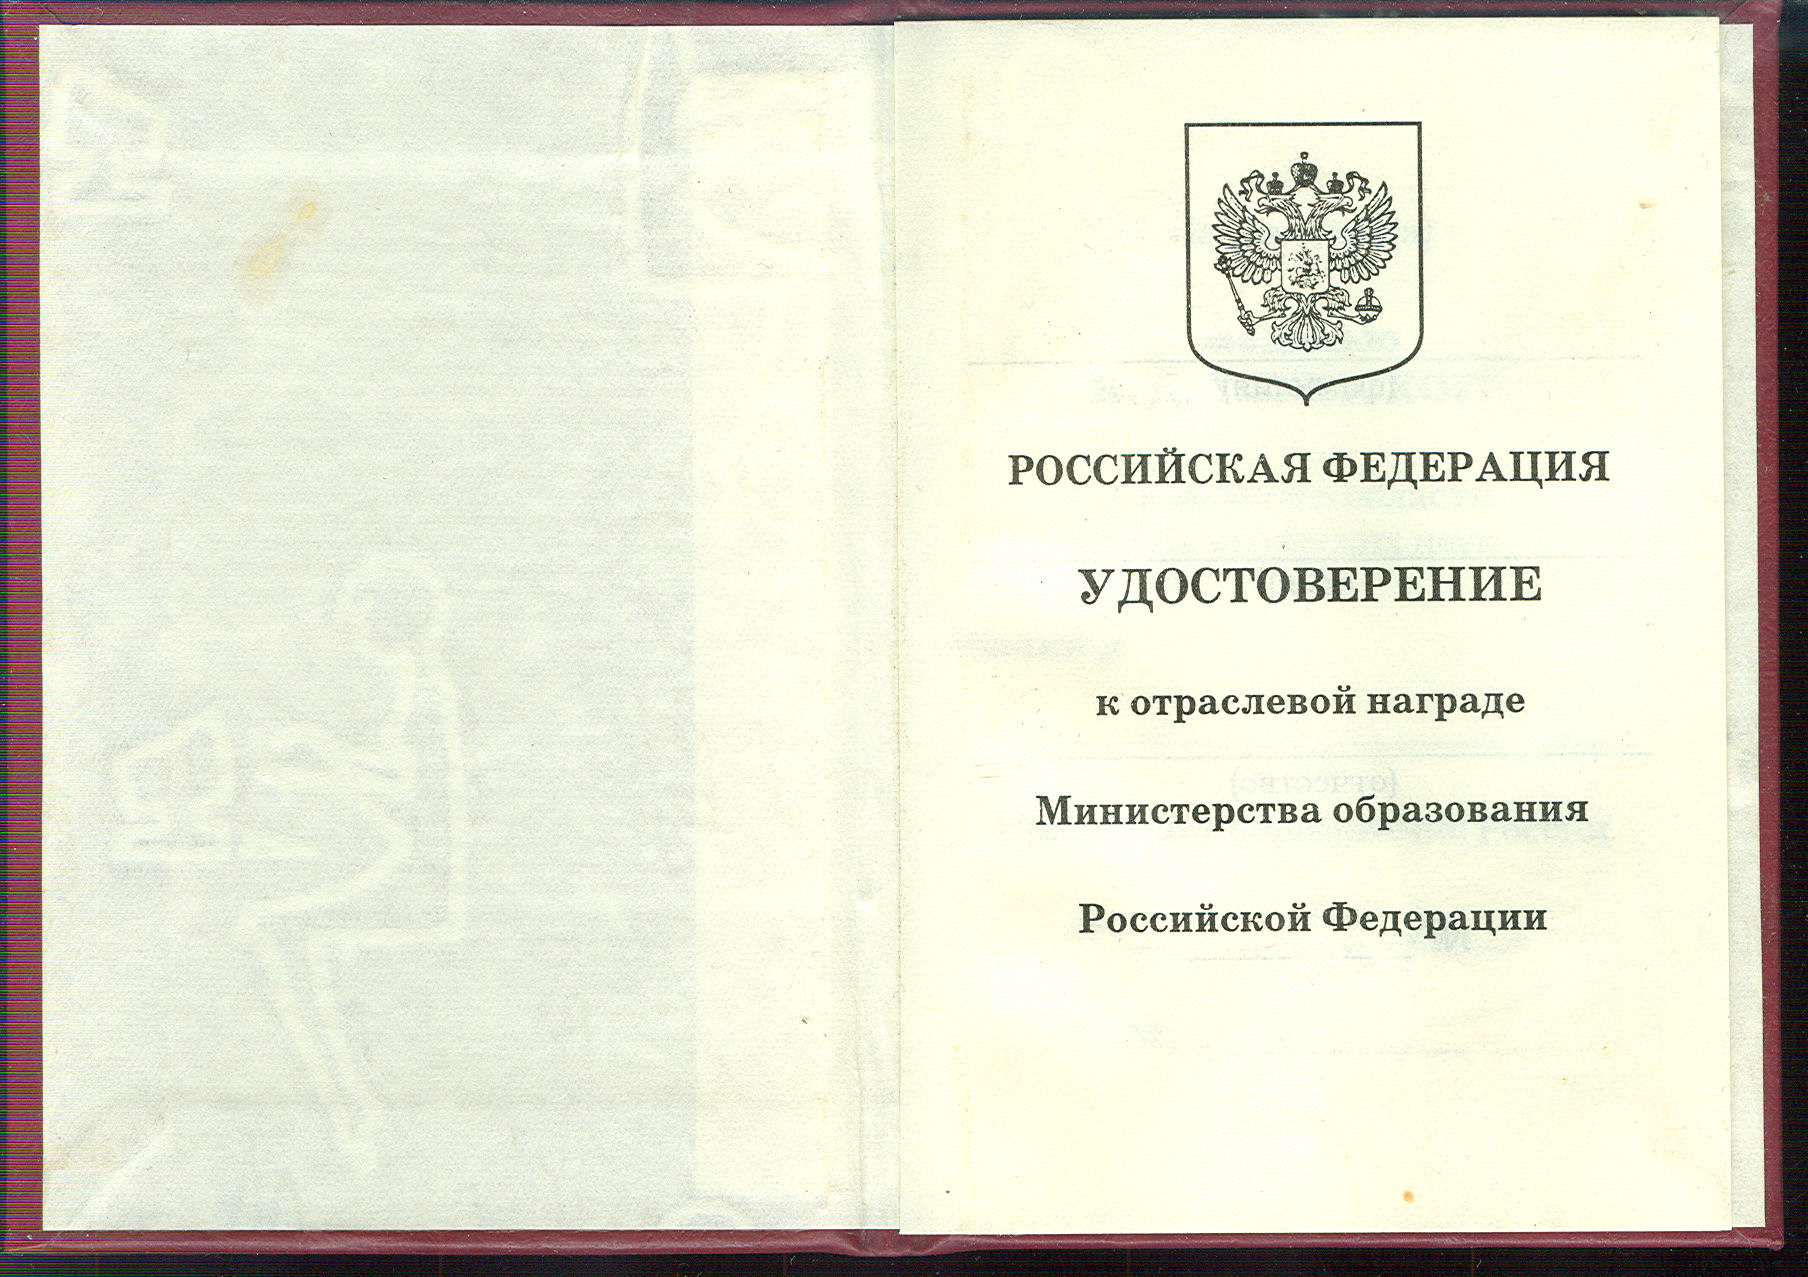 РОССИЙСКАЯ ФЕДЕРАЦИЯ
УДОСТОВЕРЕНИЕ
к отраслевой награде
Министерства образования
Российской Федерации